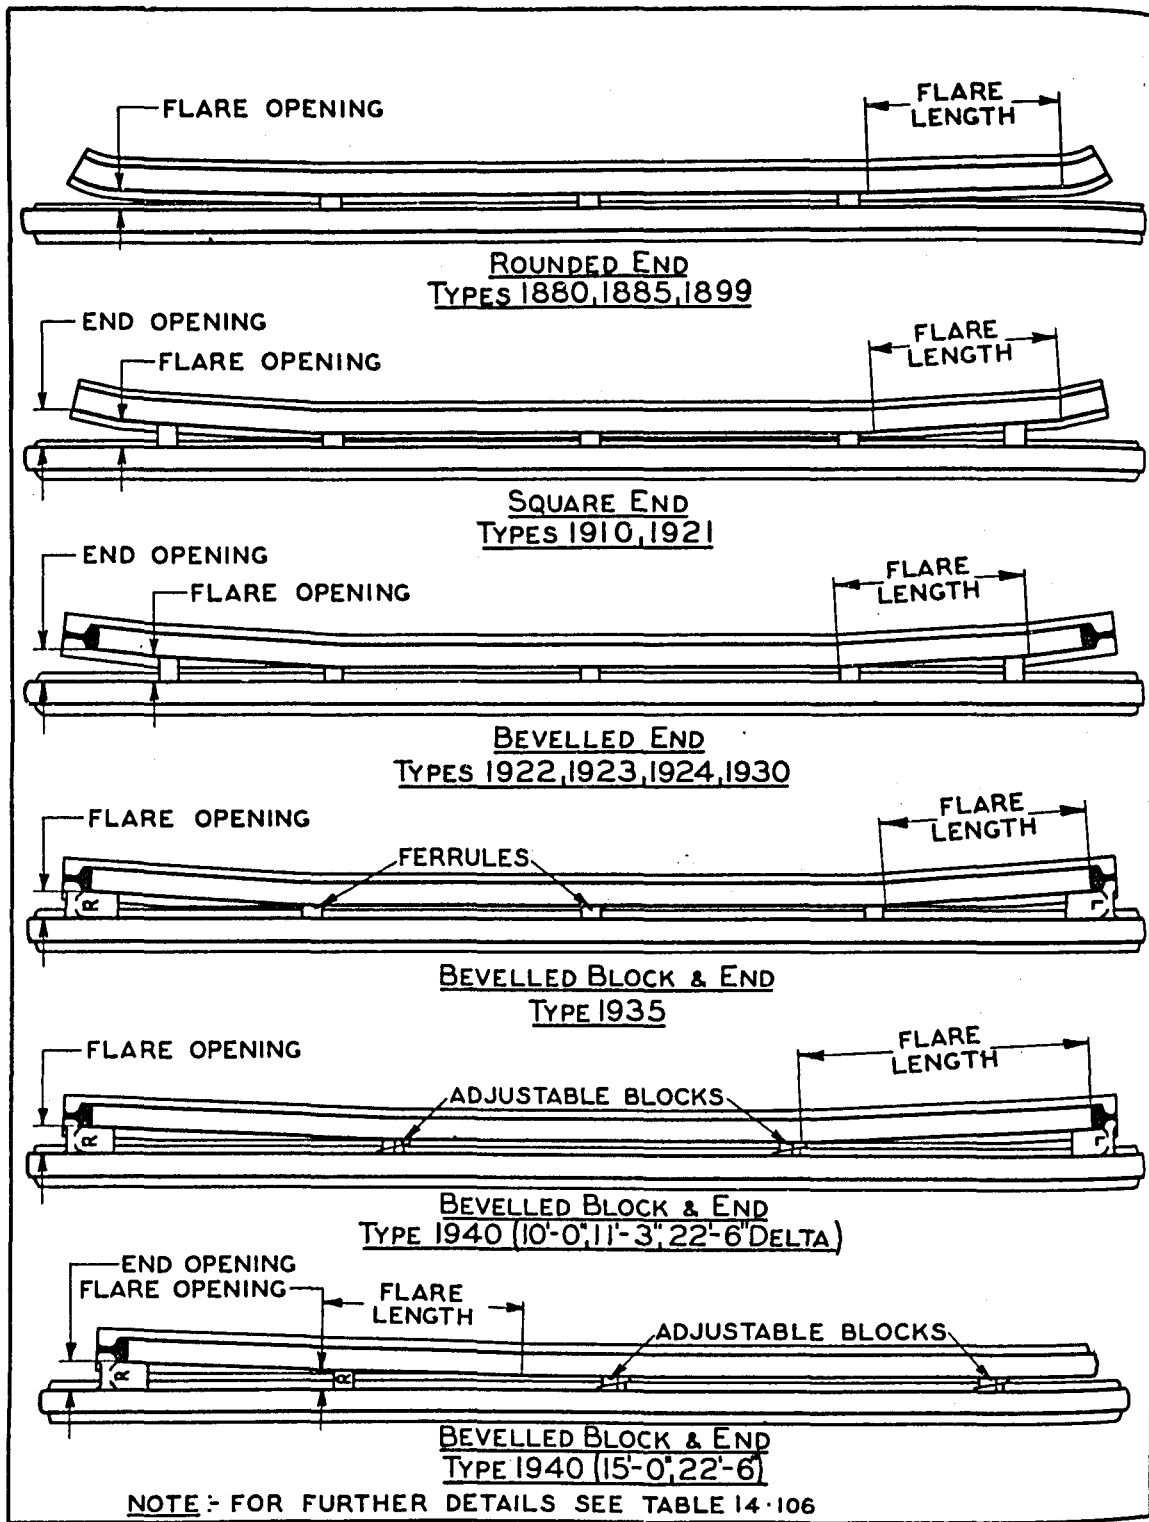 FLARE OPENING
FLARE
LENGTH
ROUNDED END
TYPES 1880,1885,1899
END OPENING
FLARE OPENING
FLARE
LENGTH
SQUARE END
TYPES 1910,1921
END OPENING
FLARE OPENING
FLARE
LENGTH
BEVELLED END
TYPES 1922,1923,1924,1930
FLARE OPENING
FERRULES
FLARE
LENGTH
R
L
BEVELLED BLOCK & END
TYPE 1935
FLARE OPENING
ADJUSTABLE BLOCKS
FLARE
LENGTH
R
L
BEVELLED BLOCK & END
TYPE 1940 (10'-0", 11'-3", 22'-6" DELTA)
END OPENING
FLARE OPENING
FLARE
LENGTH
ADJUSTABLE BLOCKS
R
R
BEVELLED BLOCK & END
TYPE 1940 (15'-0", 22'-6")
NOTE:- FOR FURTHER DETAILS SEE TABLE 14·106